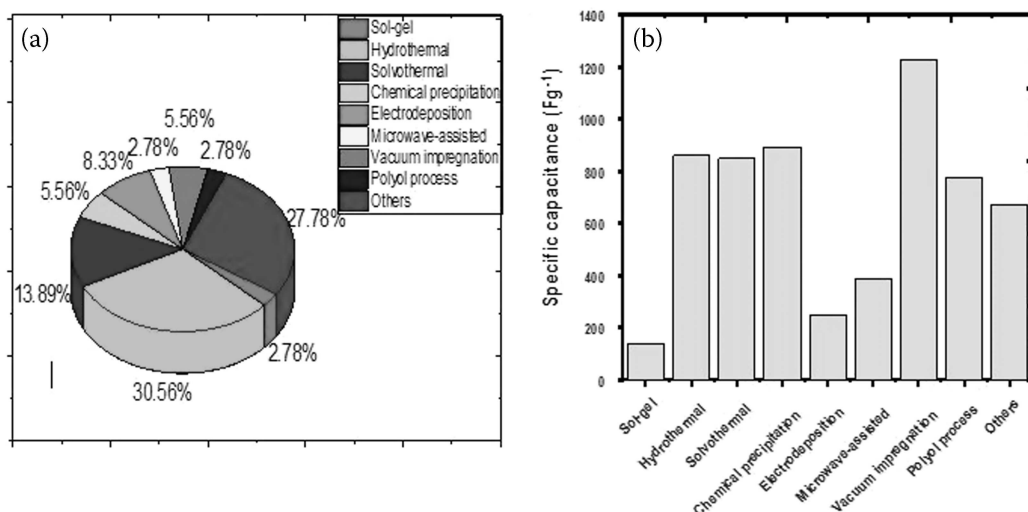 (a)
Sol-gel
Hydrothermal
Solvothermal
Chemical precipitation
Electrodeposition
Microwave-assisted
Vacuum impregnation
Polyol process
Others
5.56%
2.78%
2.78%
8.33%
5.56%
27.78%
13.89%
2.78%
30.56%
(b)
Specific capacitance (Fg⁻¹)
1400
1200
1000
800
600
400
200
0
Sol-gel
Hydrothermal
Solvothermal
Chemical precipitation
Electrodeposition
Microwave-assisted
Vacuum impregnation
Polyol process
Others